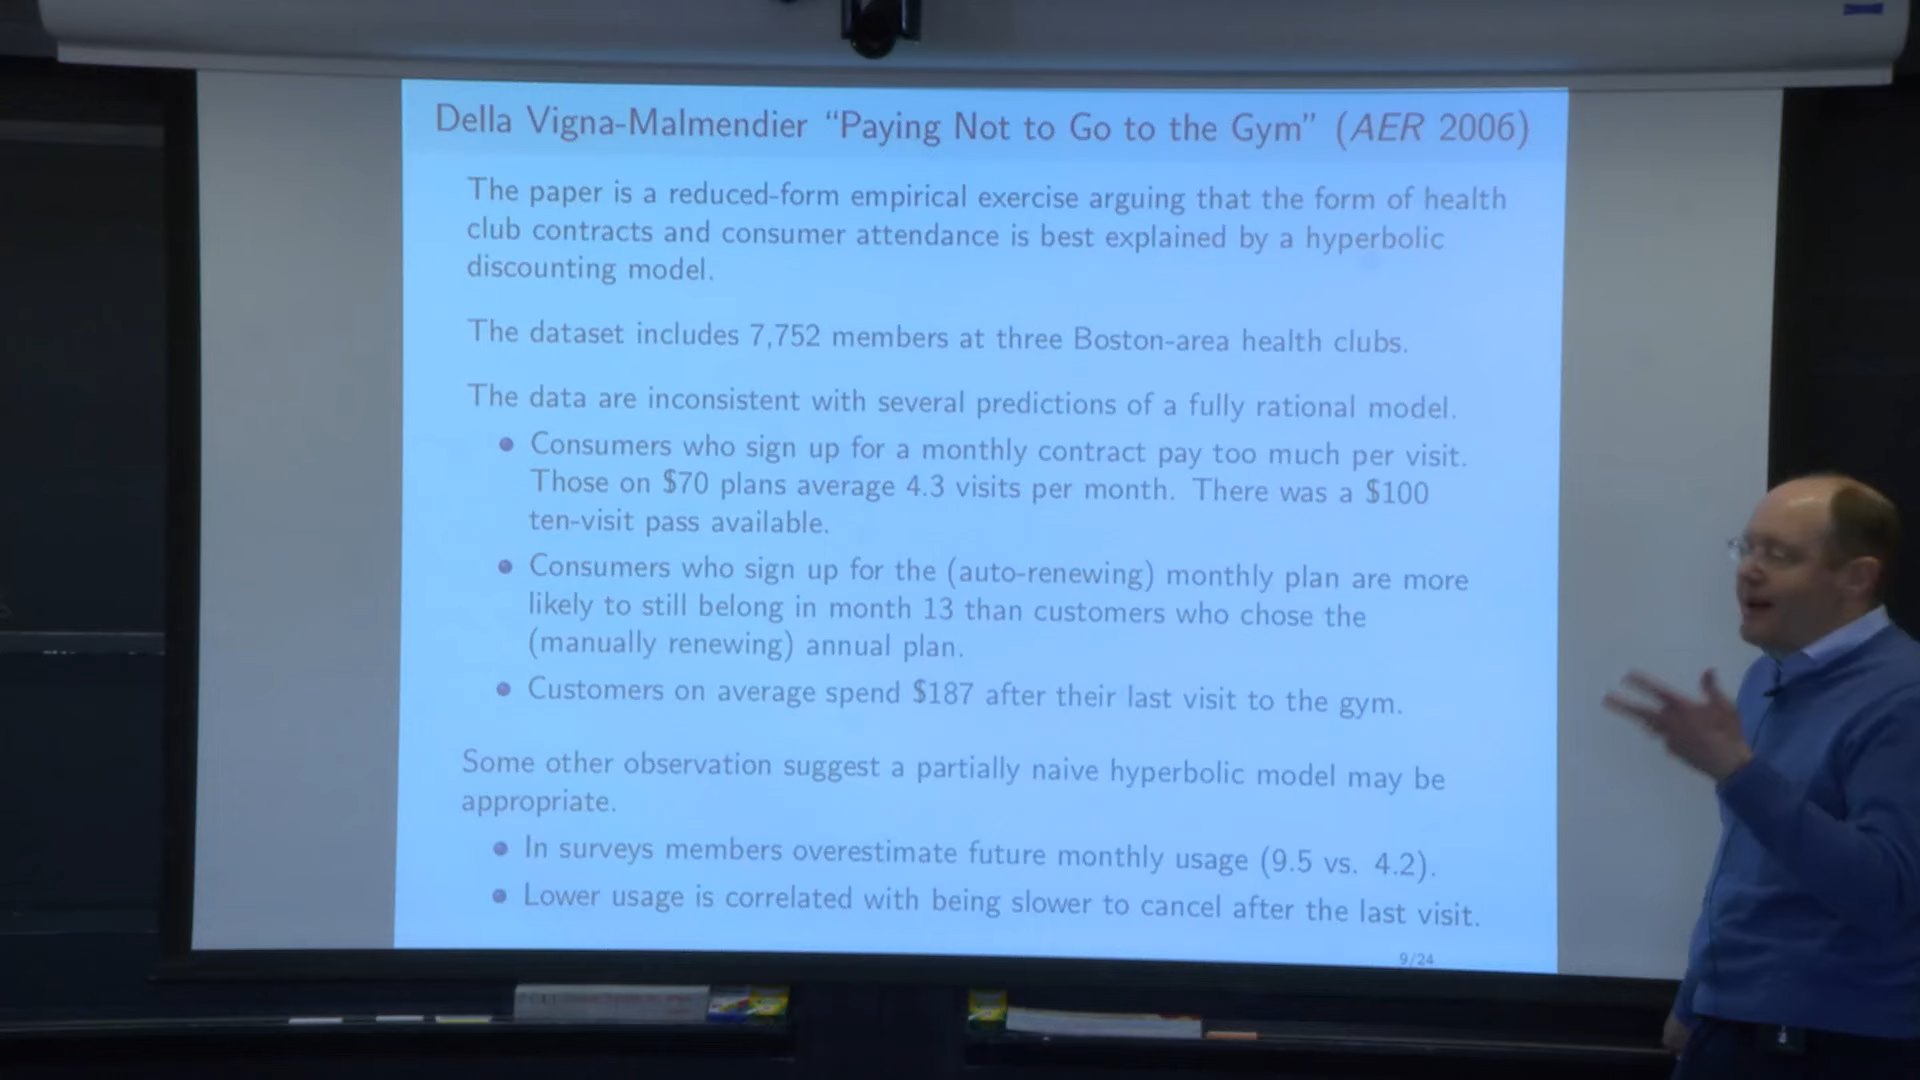 Della Vigna-Malmendier “Paying Not to Go to the Gym” (AER 2006)
The paper is a reduced-form empirical exercise arguing that the form of health
club contracts and consumer attendance is best explained by a hyperbolic
discounting model.
The dataset includes 7,752 members at three Boston-area health clubs.
The data are inconsistent with several predictions of a fully rational model.
Consumers who sign up for a monthly contract pay too much per visit.
Those on $70 plans average 4.3 visits per month. There was a $100
ten-visit pass available.
Consumers who sign up for the (auto-renewing) monthly plan are more
likely to still belong in month 13 than customers who chose the
(manually renewing) annual plan.
Customers on average spend $187 after their last visit to the gym.
Some other observation suggest a partially naive hyperbolic model may be
appropriate.
In surveys members overestimate future monthly usage (9.5 vs. 4.2).
Lower usage is correlated with being slower to cancel after the last visit.
9/24